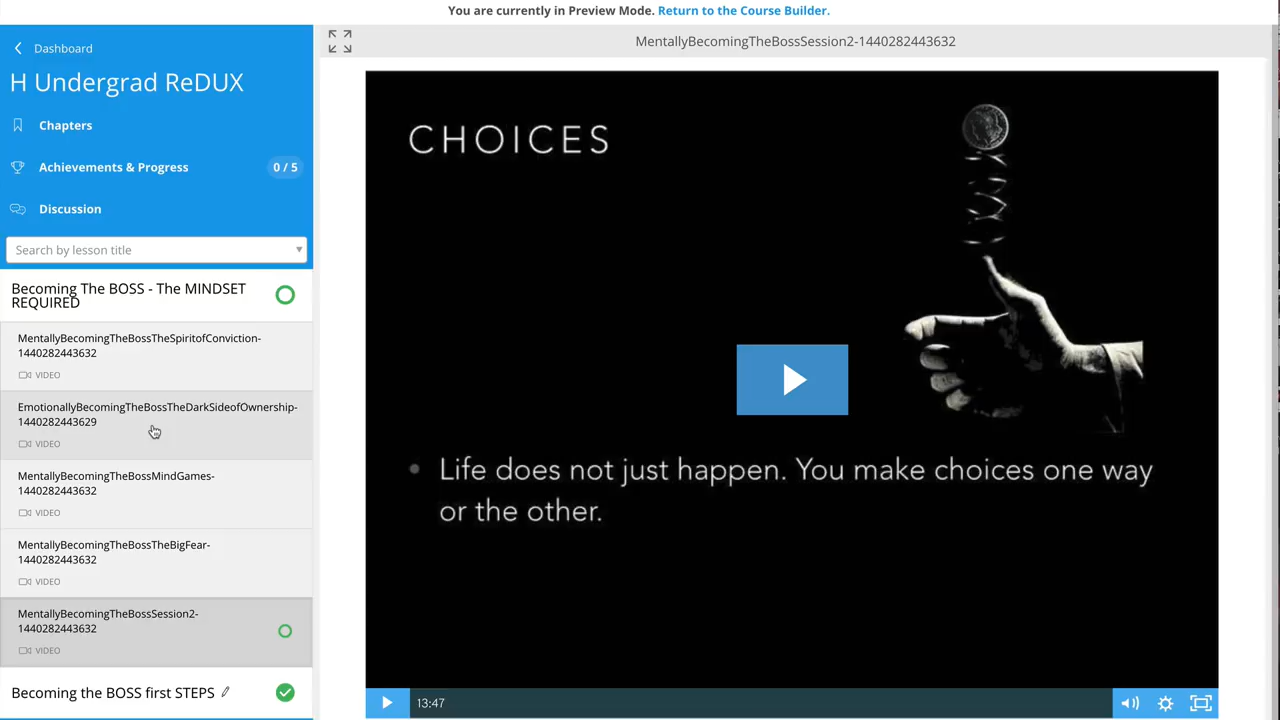 You are currently in Preview Mode. Return to the Course Builder.
Dashboard
H Undergrad ReDUX
Chapters
Achievements & Progress 0 / 5
Discussion
Search by lesson title
Becoming The BOSS - The MINDSET
REQUIRED
MentallyBecomingTheBossTheSpiritofConviction-
1440282443632
VIDEO
EmotionallyBecomingTheBossTheDarkSideofOwnership-
1440282443629
VIDEO
MentallyBecomingTheBossMindGames-
1440282443632
VIDEO
MentallyBecomingTheBossTheBigFear-
1440282443632
VIDEO
MentallyBecomingTheBossSession2-
1440282443632
VIDEO
Becoming the BOSS first STEPS
MentallyBecomingTheBossSession2-1440282443632
CHOICES
• Life does not just happen. You make choices one way
or the other.
13:47